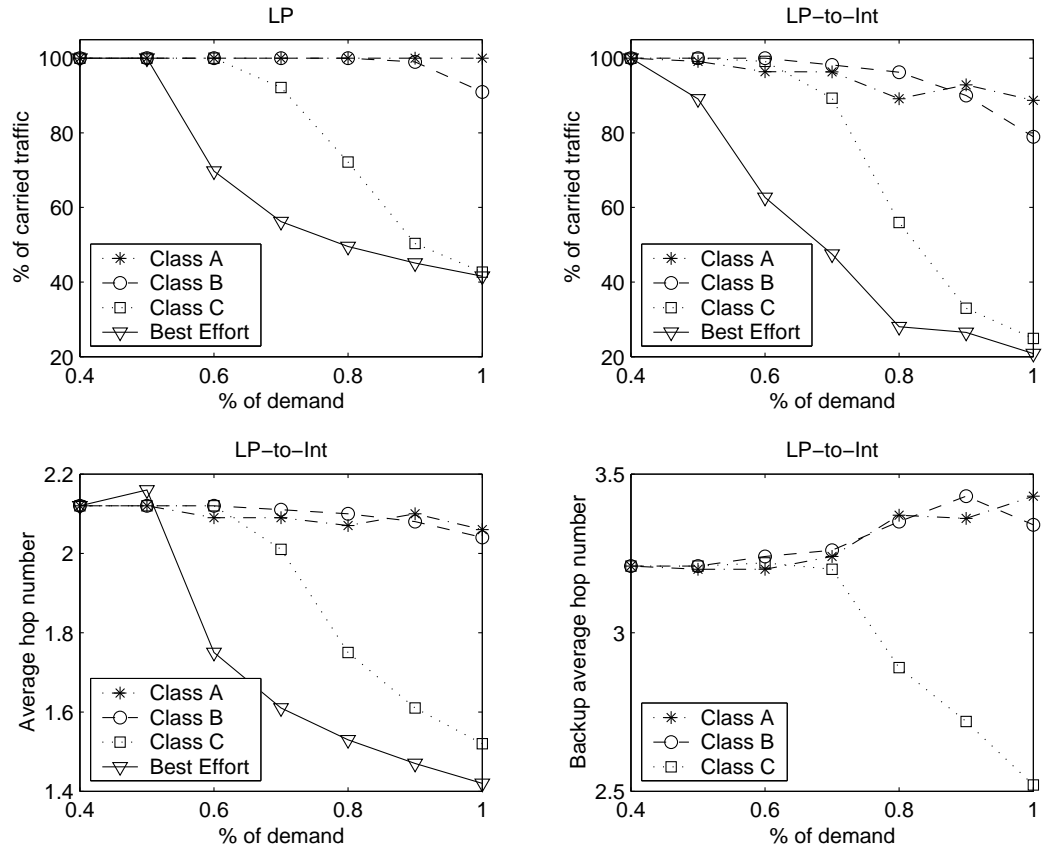 LP
% of carried traffic
100
80
60
40
20
Class A
Class B
Class C
Best Effort
0.4
0.6
0.8
1
% of demand
LP−to−Int
% of carried traffic
100
80
60
40
20
Class A
Class B
Class C
Best Effort
0.4
0.6
0.8
1
% of demand
LP−to−Int
Average hop number
2.2
2
1.8
1.6
1.4
Class A
Class B
Class C
Best Effort
0.4
0.6
0.8
1
% of demand
LP−to−Int
Backup average hop number
3.5
3
2.5
Class A
Class B
Class C
0.4
0.6
0.8
1
% of demand